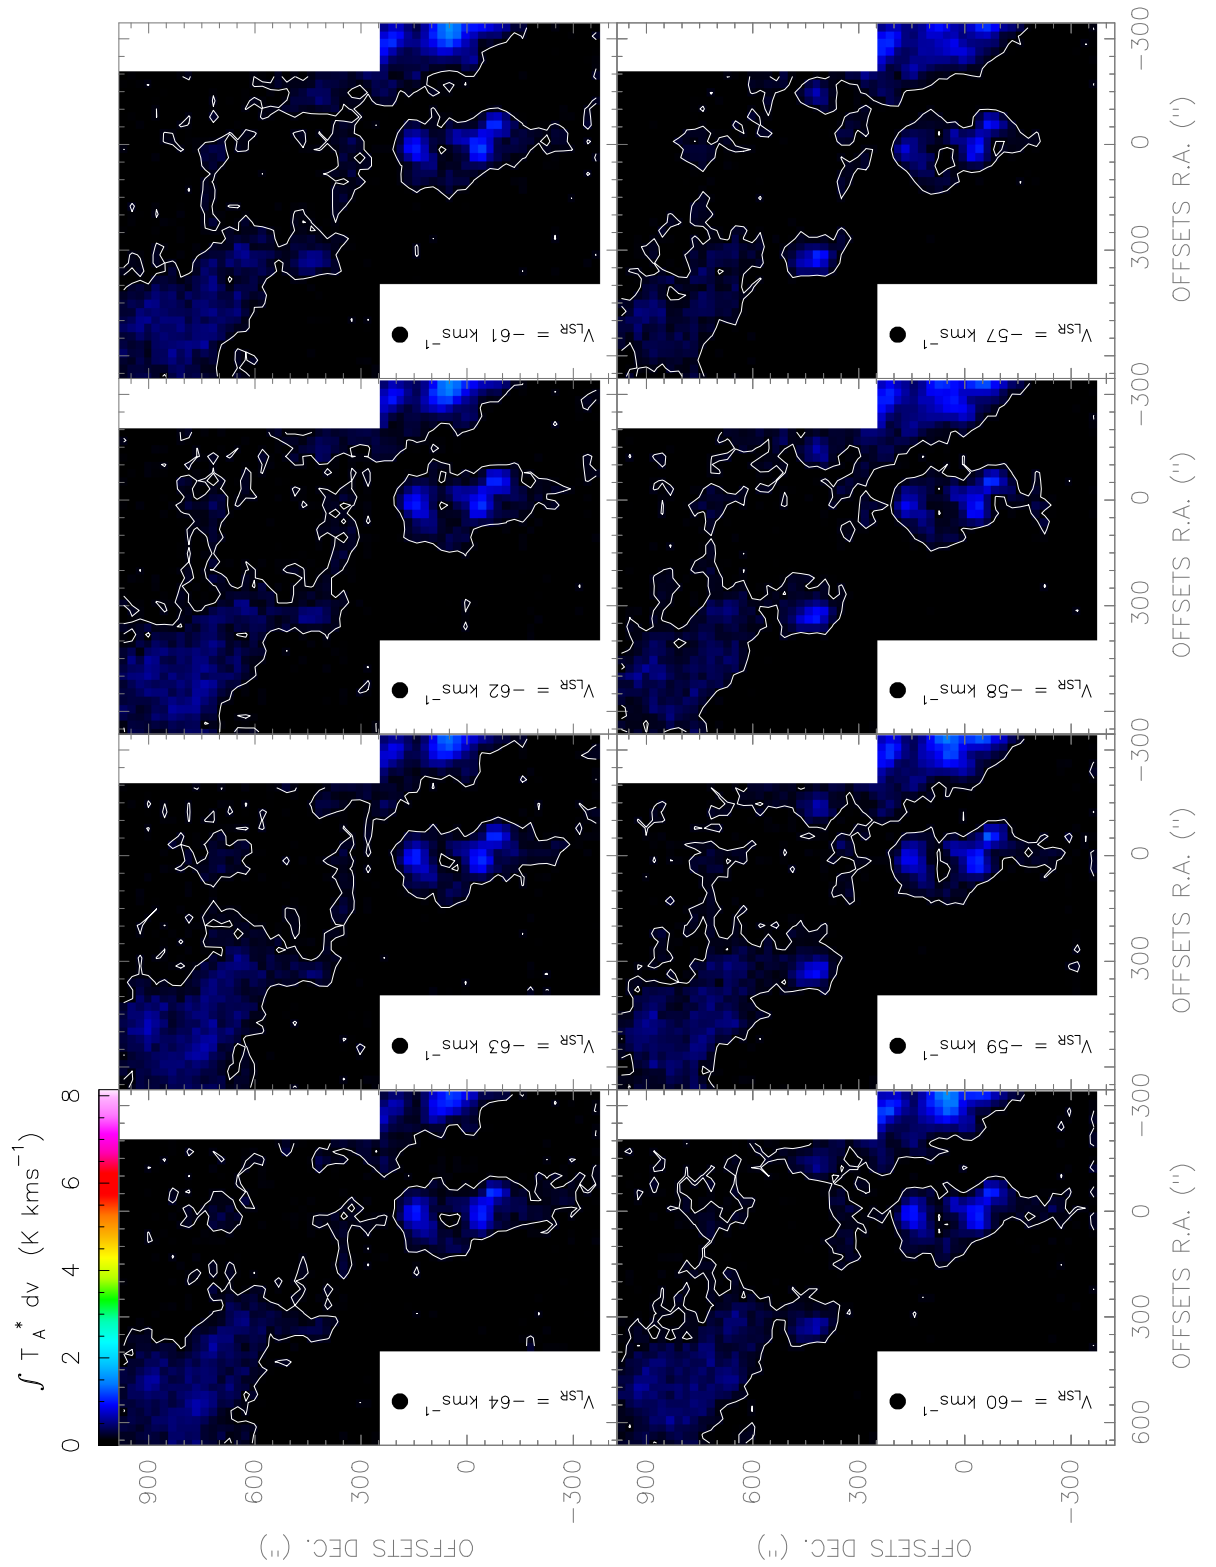 ∫ T_A* dv (K kms⁻¹)
0 2 4 6 8
V_LSR = −64 kms⁻¹
V_LSR = −63 kms⁻¹
V_LSR = −62 kms⁻¹
V_LSR = −61 kms⁻¹
V_LSR = −60 kms⁻¹
V_LSR = −59 kms⁻¹
V_LSR = −58 kms⁻¹
V_LSR = −57 kms⁻¹
900 600 300 0 −300
OFFSETS DEC. (")
900 600 300 0 −300
OFFSETS DEC. (")
600 300 0 −300
OFFSETS R.A. (")
300 0 −300
OFFSETS R.A. (")
300 0 −300
OFFSETS R.A. (")
300 0 −300
OFFSETS R.A. (")